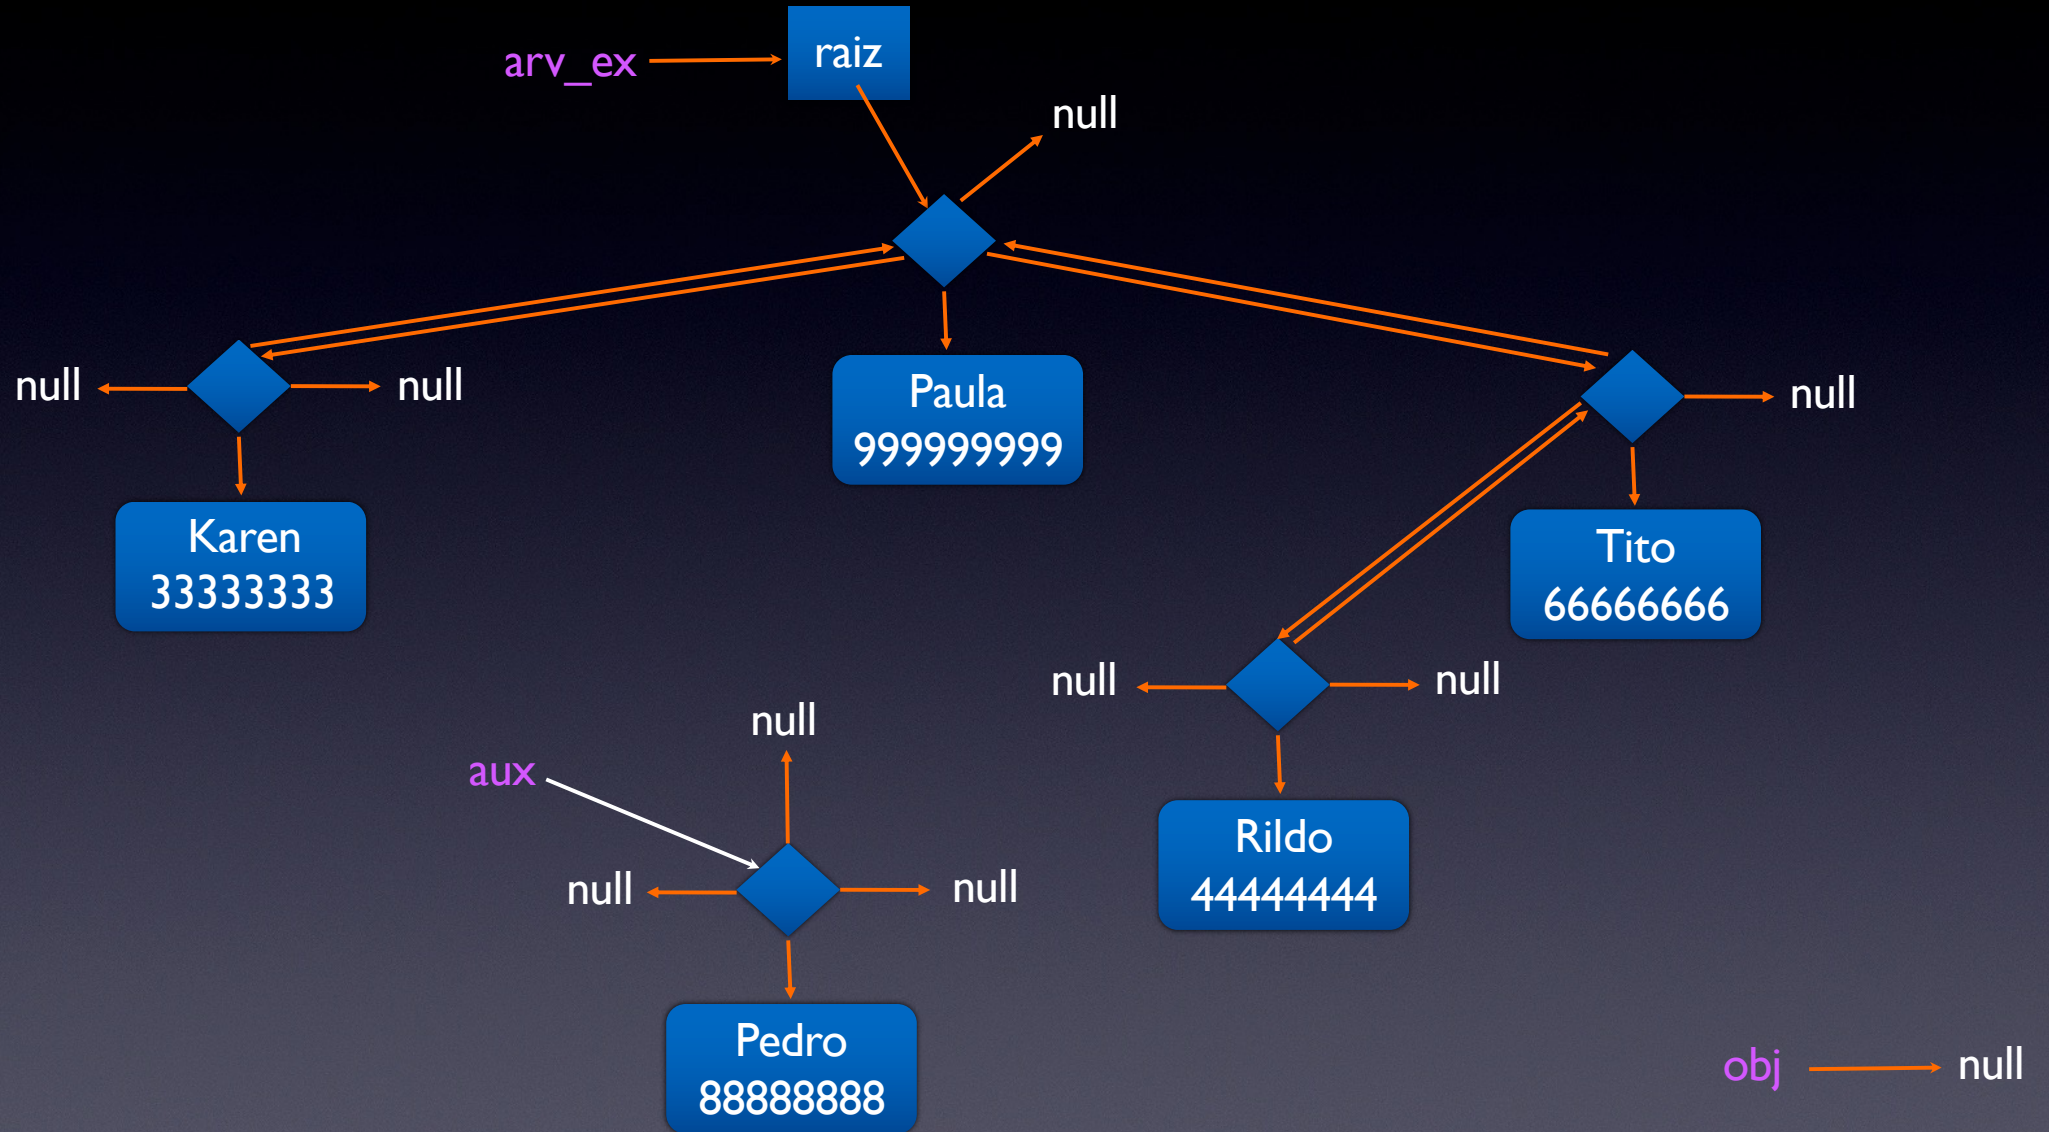 raiz
arv_ex
null
null
null
Paula
999999999
null
Karen
33333333
Tito
66666666
null
null
null
aux
Rildo
44444444
null
null
Pedro
88888888
obj
null